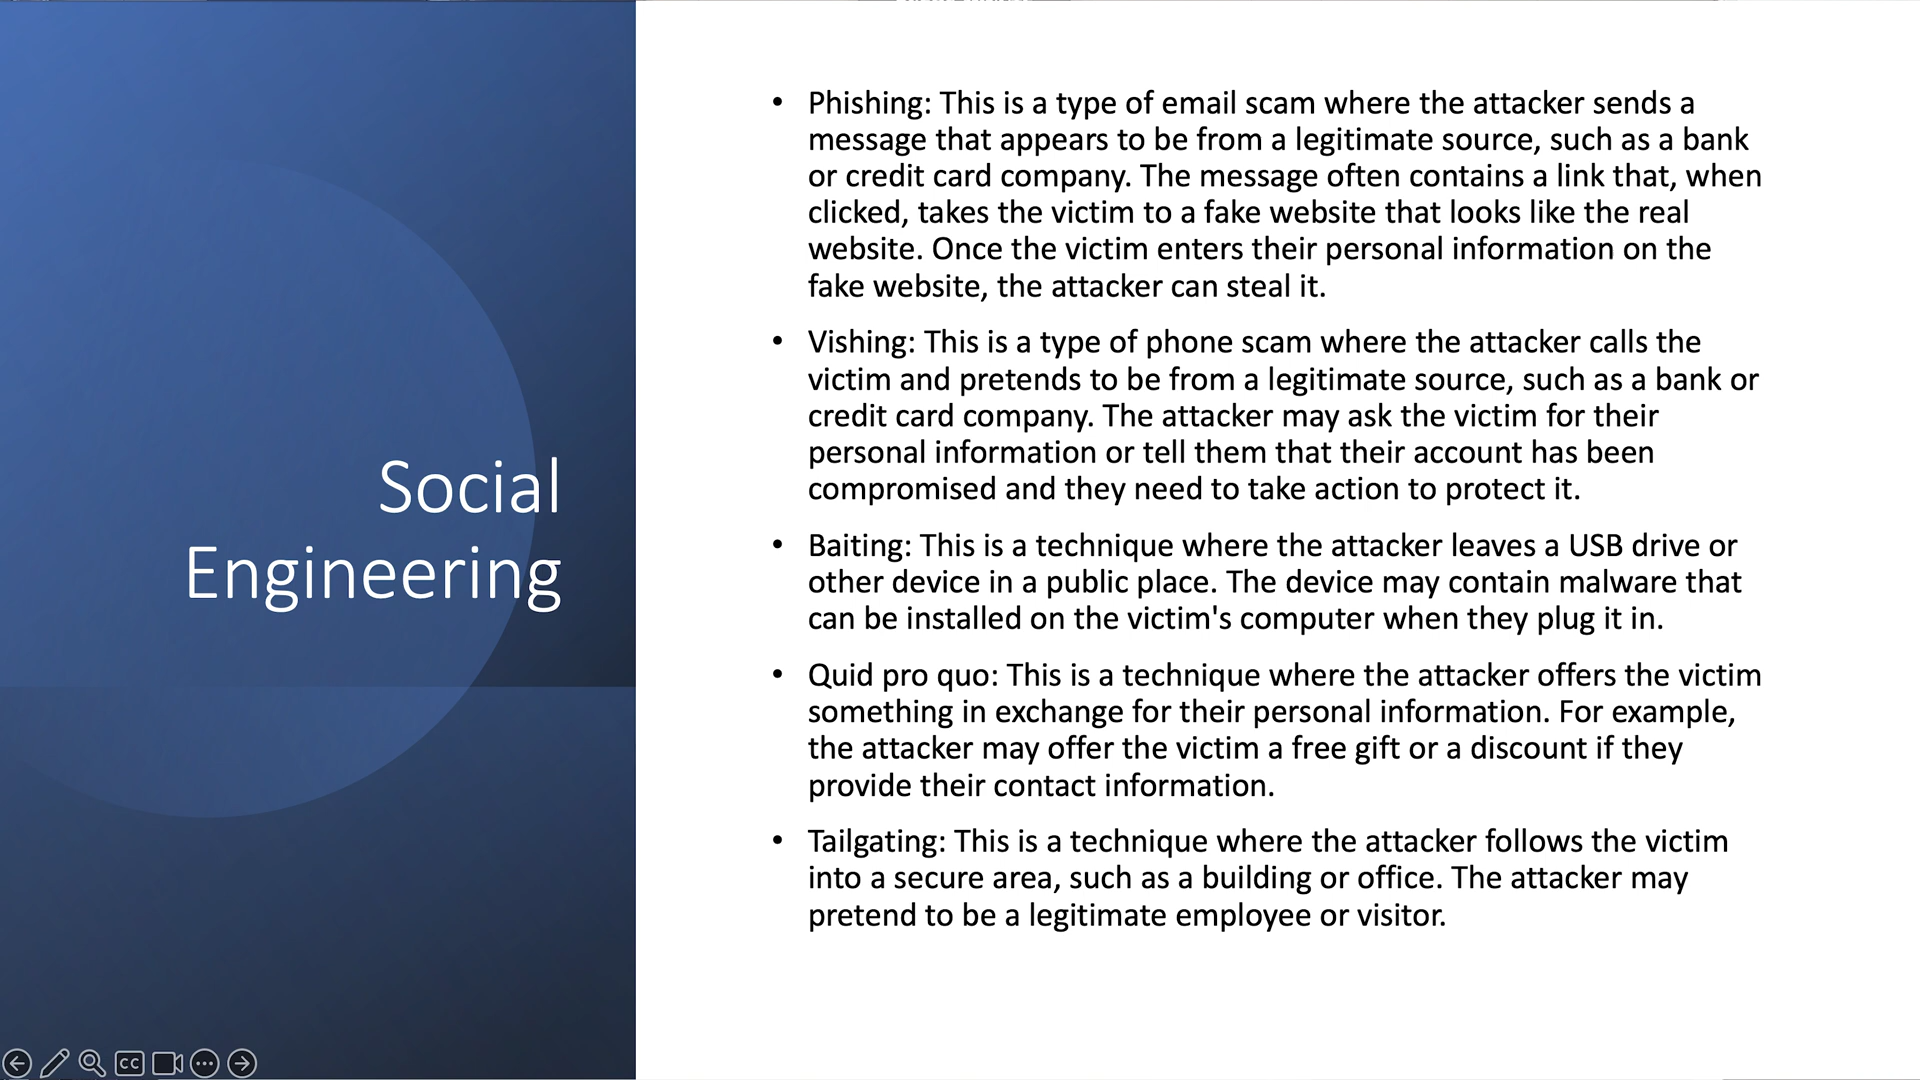 Social
Engineering
• Phishing: This is a type of email scam where the attacker sends a
message that appears to be from a legitimate source, such as a bank
or credit card company. The message often contains a link that, when
clicked, takes the victim to a fake website that looks like the real
website. Once the victim enters their personal information on the
fake website, the attacker can steal it.
• Vishing: This is a type of phone scam where the attacker calls the
victim and pretends to be from a legitimate source, such as a bank or
credit card company. The attacker may ask the victim for their
personal information or tell them that their account has been
compromised and they need to take action to protect it.
• Baiting: This is a technique where the attacker leaves a USB drive or
other device in a public place. The device may contain malware that
can be installed on the victim's computer when they plug it in.
• Quid pro quo: This is a technique where the attacker offers the victim
something in exchange for their personal information. For example,
the attacker may offer the victim a free gift or a discount if they
provide their contact information.
• Tailgating: This is a technique where the attacker follows the victim
into a secure area, such as a building or office. The attacker may
pretend to be a legitimate employee or visitor.
CC